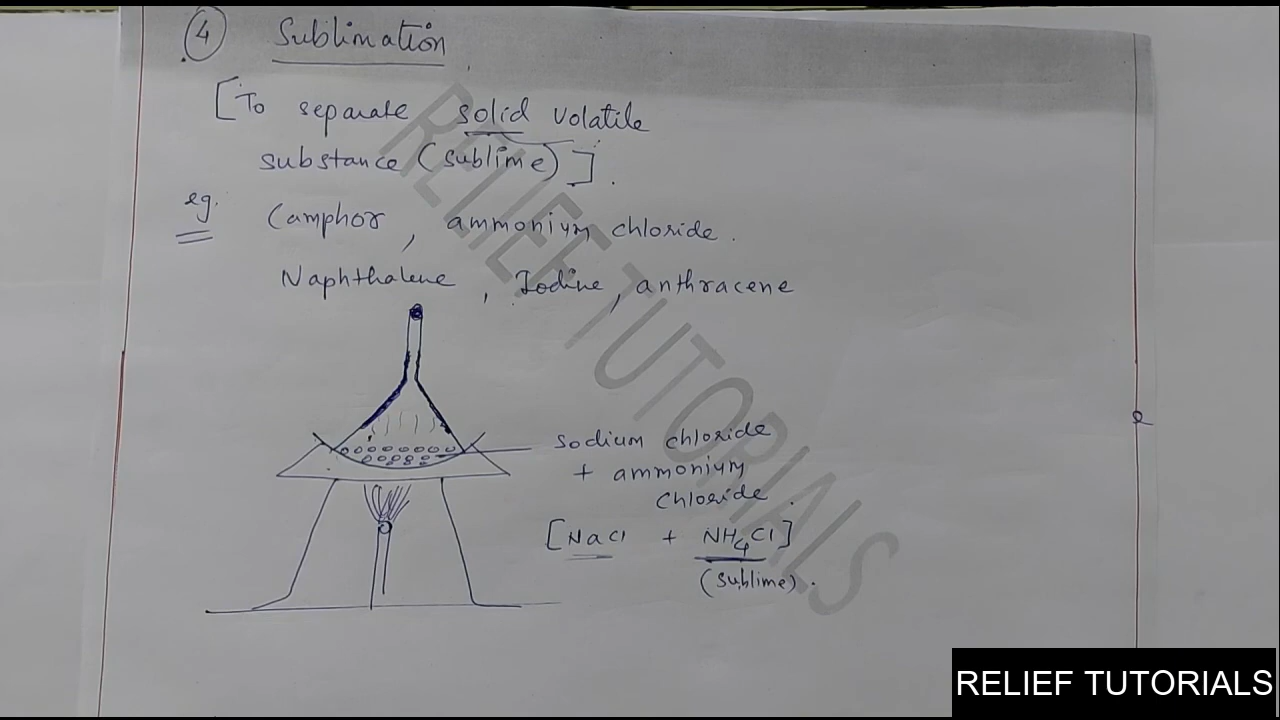 4 Sublimation
[To separate solid volatile
substance (sublime)].
eg. Camphor, ammonium chloride.
Naphthalene, Iodine, anthracene
sodium chloride
+ ammonium
chloride.
[NaCl + NH4Cl]
(sublime).
RELIEF TUTORIALS
RELIEF TUTORIALS